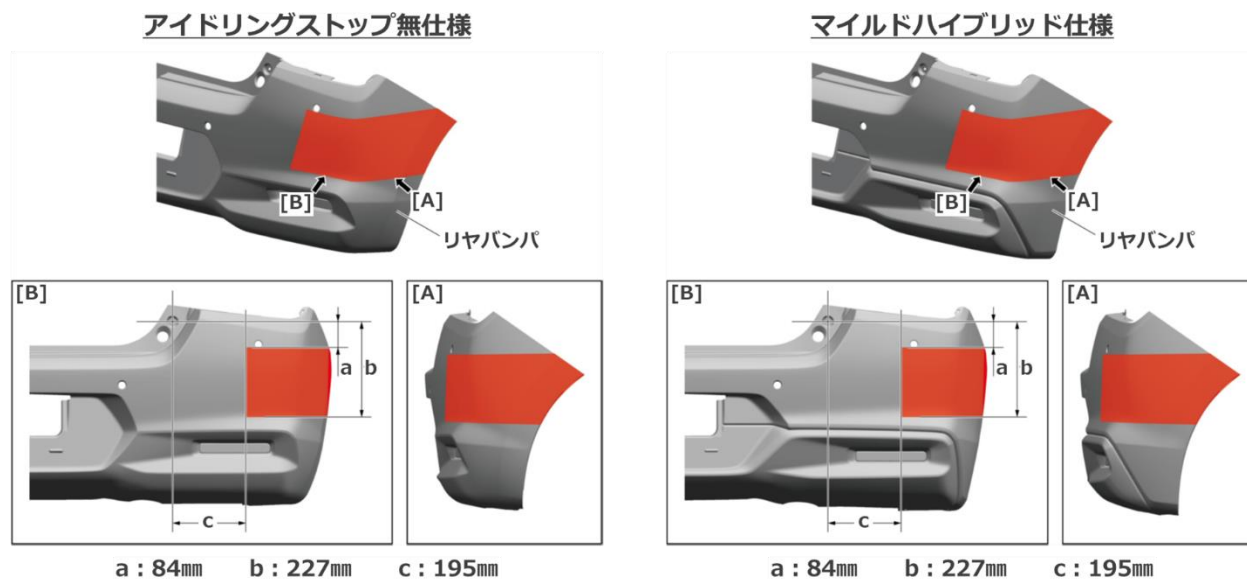 アイドリングストップ無仕様
[B]
[A]
リヤバンパ
[B]
a
b
c
[A]
a：84㎜ b：227㎜ c：195㎜
マイルドハイブリッド仕様
[B]
[A]
リヤバンパ
[B]
a
b
c
[A]
a：84㎜ b：227㎜ c：195㎜